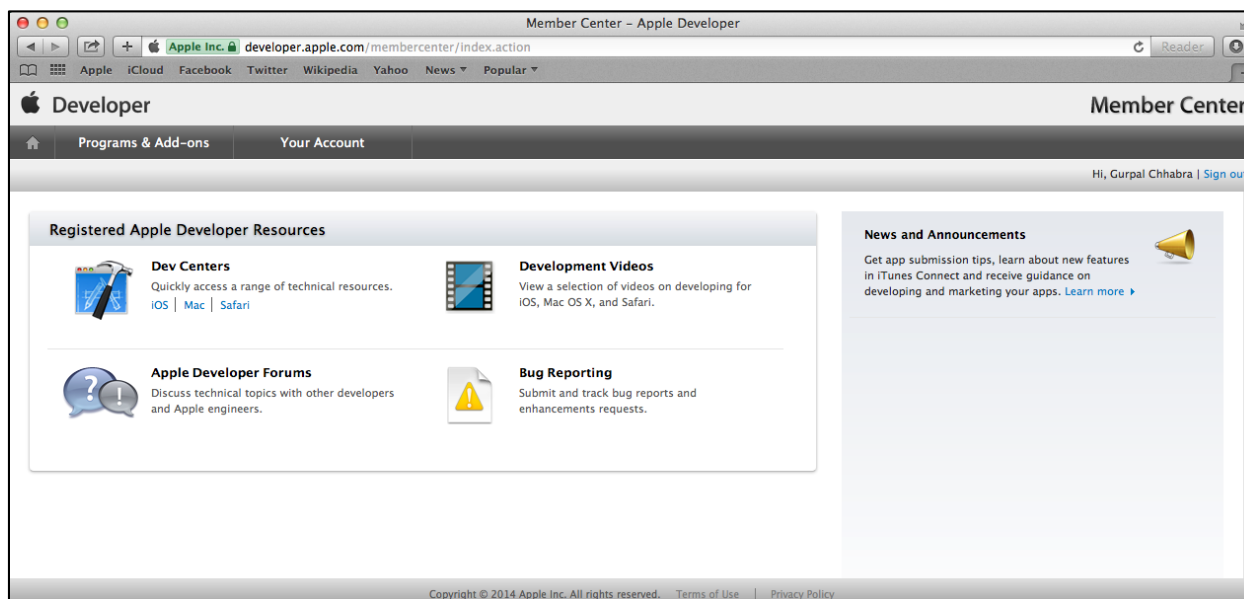 Member Center – Apple Developer
Apple Inc. developer.apple.com/membercenter/index.action
Reader
Apple iCloud Facebook Twitter Wikipedia Yahoo News Popular
Developer
Member Center
Programs & Add-ons Your Account
Hi, Gurpal Chhabra | Sign ou
Registered Apple Developer Resources
Dev Centers
Quickly access a range of technical resources.
iOS | Mac | Safari
Development Videos
View a selection of videos on developing for
iOS, Mac OS X, and Safari.
Apple Developer Forums
Discuss technical topics with other developers
and Apple engineers.
Bug Reporting
Submit and track bug reports and
enhancements requests.
News and Announcements
Get app submission tips, learn about new features
in iTunes Connect and receive guidance on
developing and marketing your apps. Learn more
Copyright © 2014 Apple Inc. All rights reserved. Terms of Use | Privacy Policy